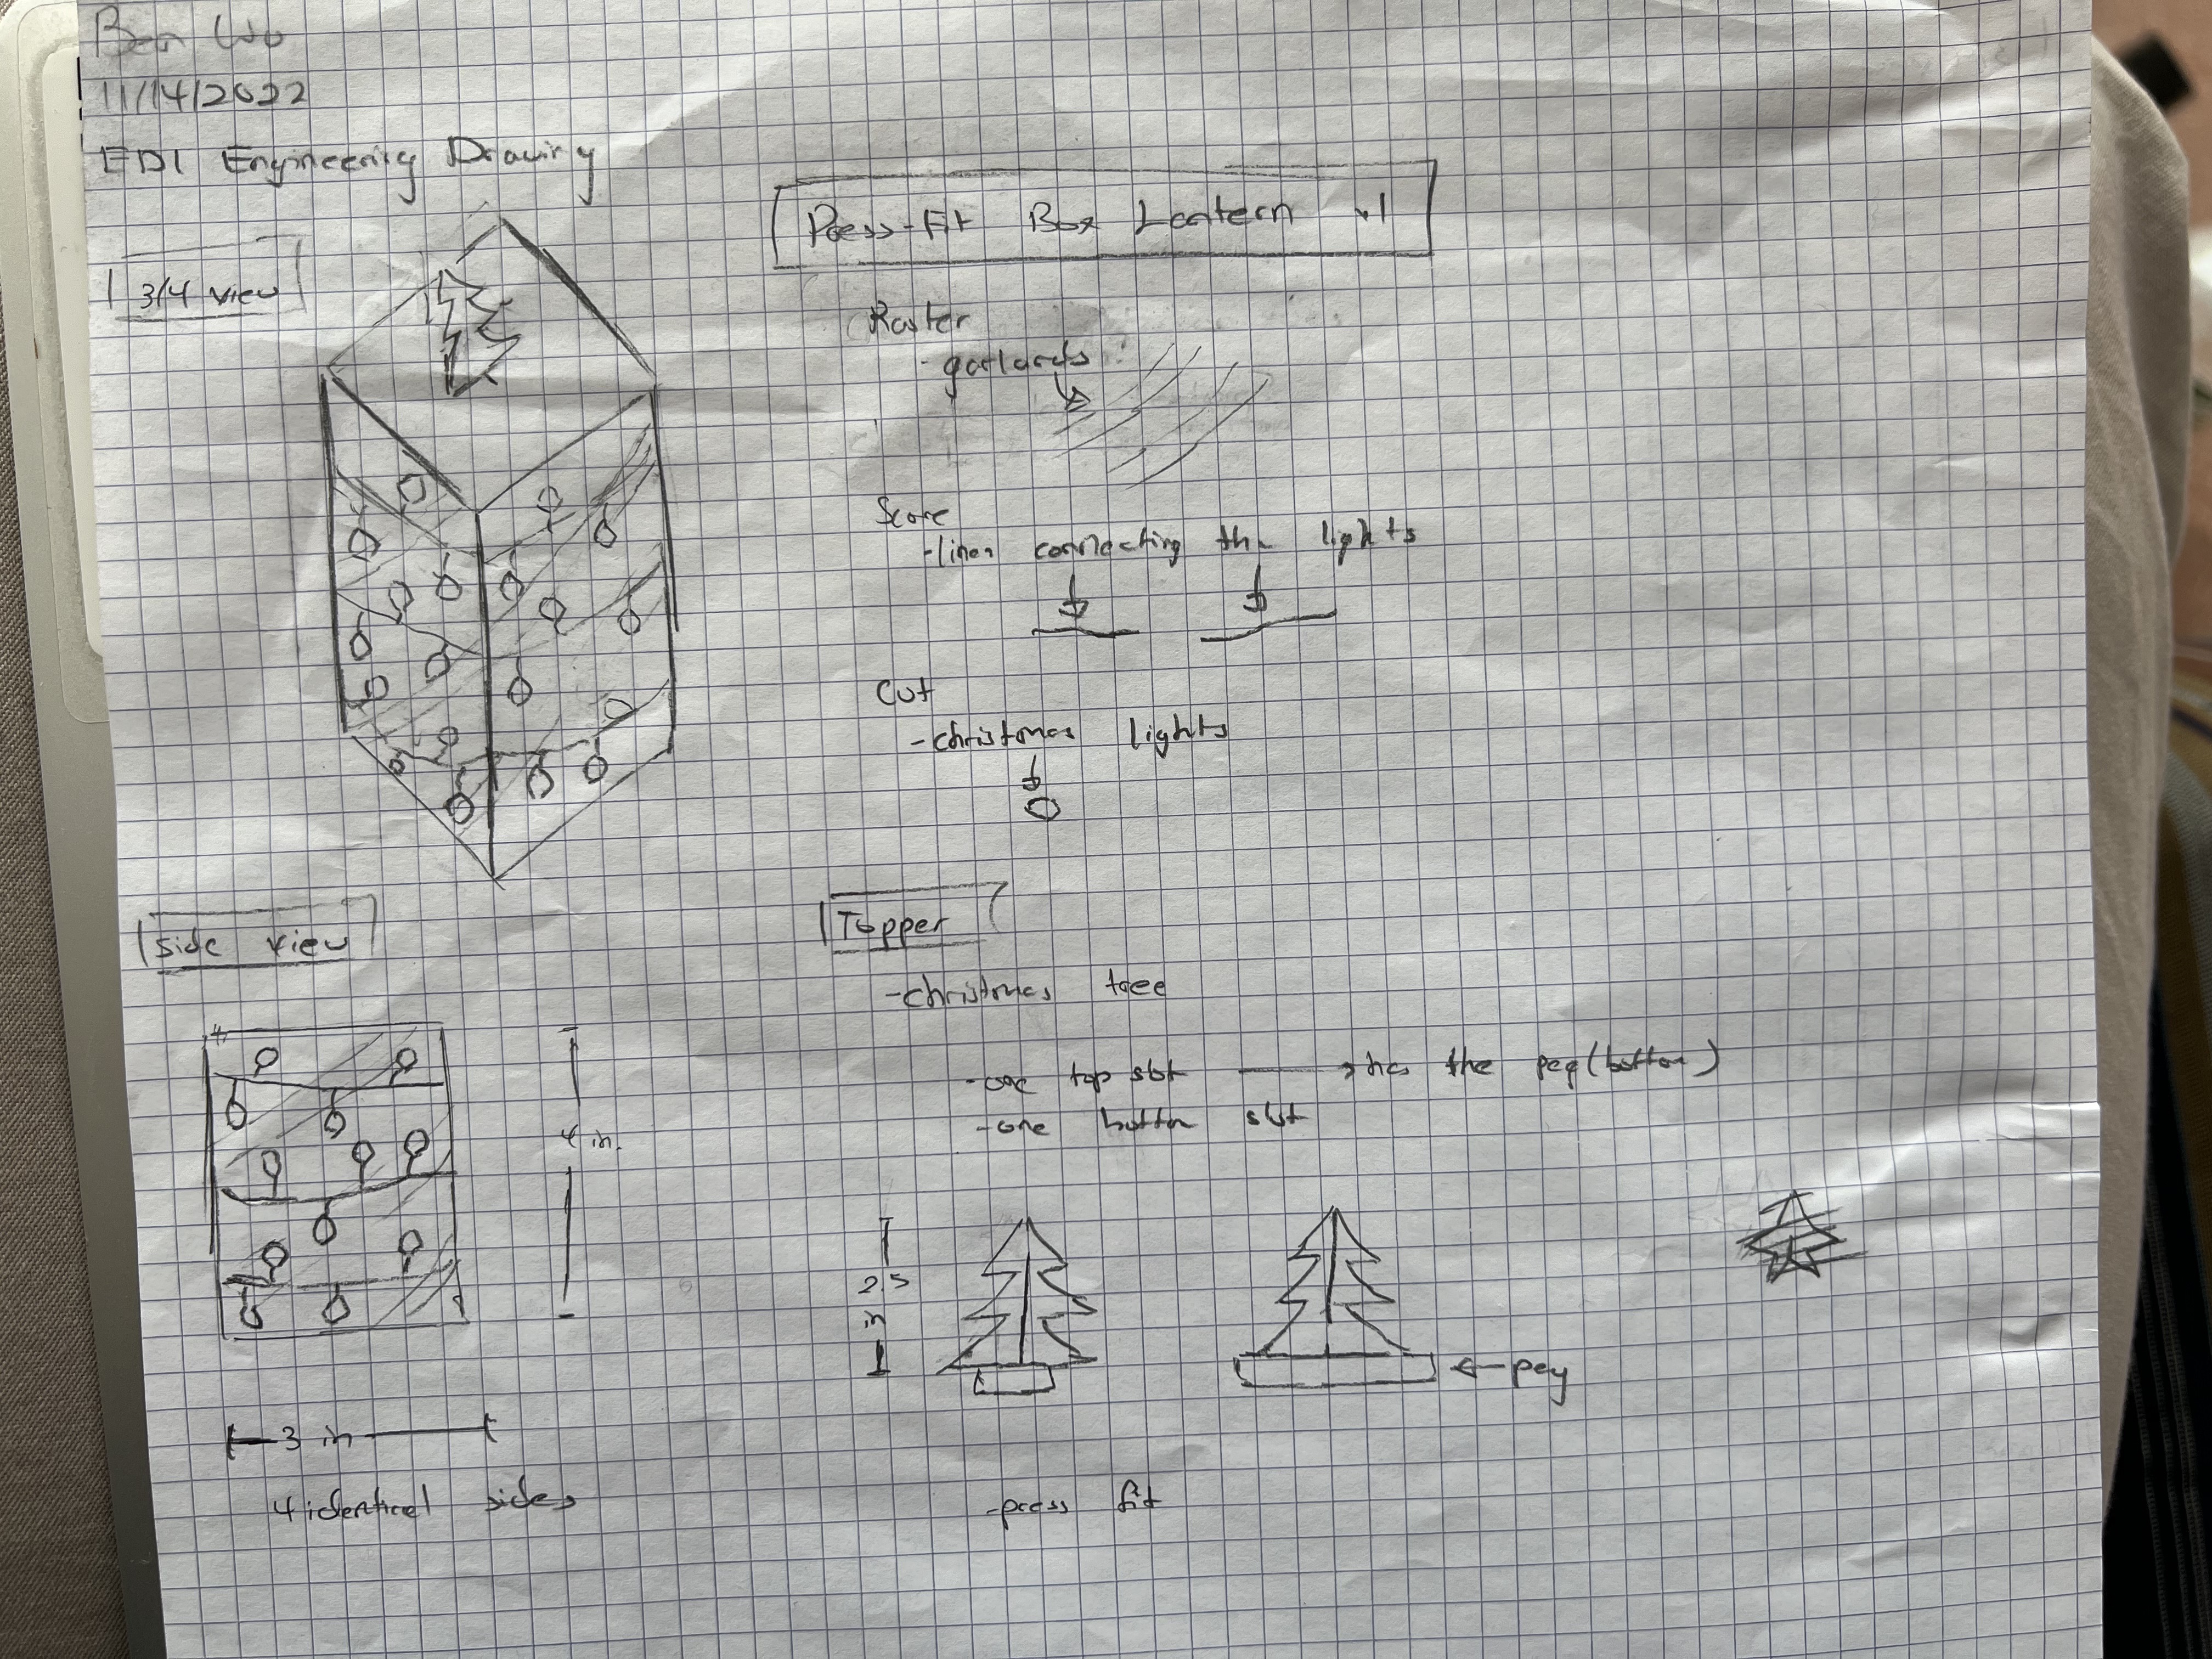 Ben Wu
11/14/2022
ED1 Engineering Drawing
Press-Fit Box Lantern v1
3/4 view
Raster
- garlands
Score
- lines connecting the lights
Cut
- christmas lights
side view
4 in.
3 in
4 identical sides
Topper
- christmas tree
- one top slot → has the peg (bottom)
- one bottom slot
2.5
in
← peg
- press fit